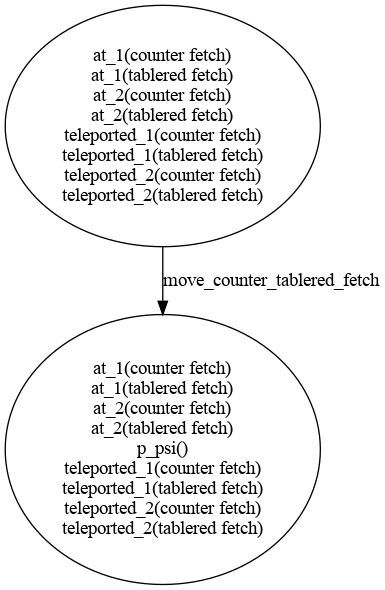 at_1(counter fetch)
at_1(tablered fetch)
at_2(counter fetch)
at_2(tablered fetch)
teleported_1(counter fetch)
teleported_1(tablered fetch)
teleported_2(counter fetch)
teleported_2(tablered fetch)
move_counter_tablered_fetch
at_1(counter fetch)
at_1(tablered fetch)
at_2(counter fetch)
at_2(tablered fetch)
p_psi()
teleported_1(counter fetch)
teleported_1(tablered fetch)
teleported_2(counter fetch)
teleported_2(tablered fetch)